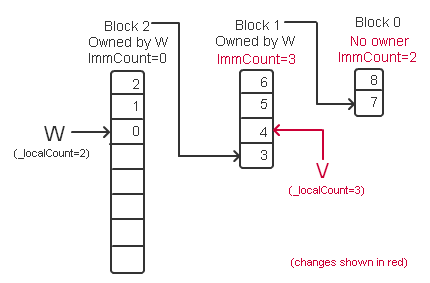 Block 2
Owned by W
ImmCount=0
Block 1
Owned by W
ImmCount=3
Block 0
No owner
ImmCount=2
2
1
0
6
5
4
3
8
7
W
(_localCount=2)
V
(_localCount=3)
(changes shown in red)